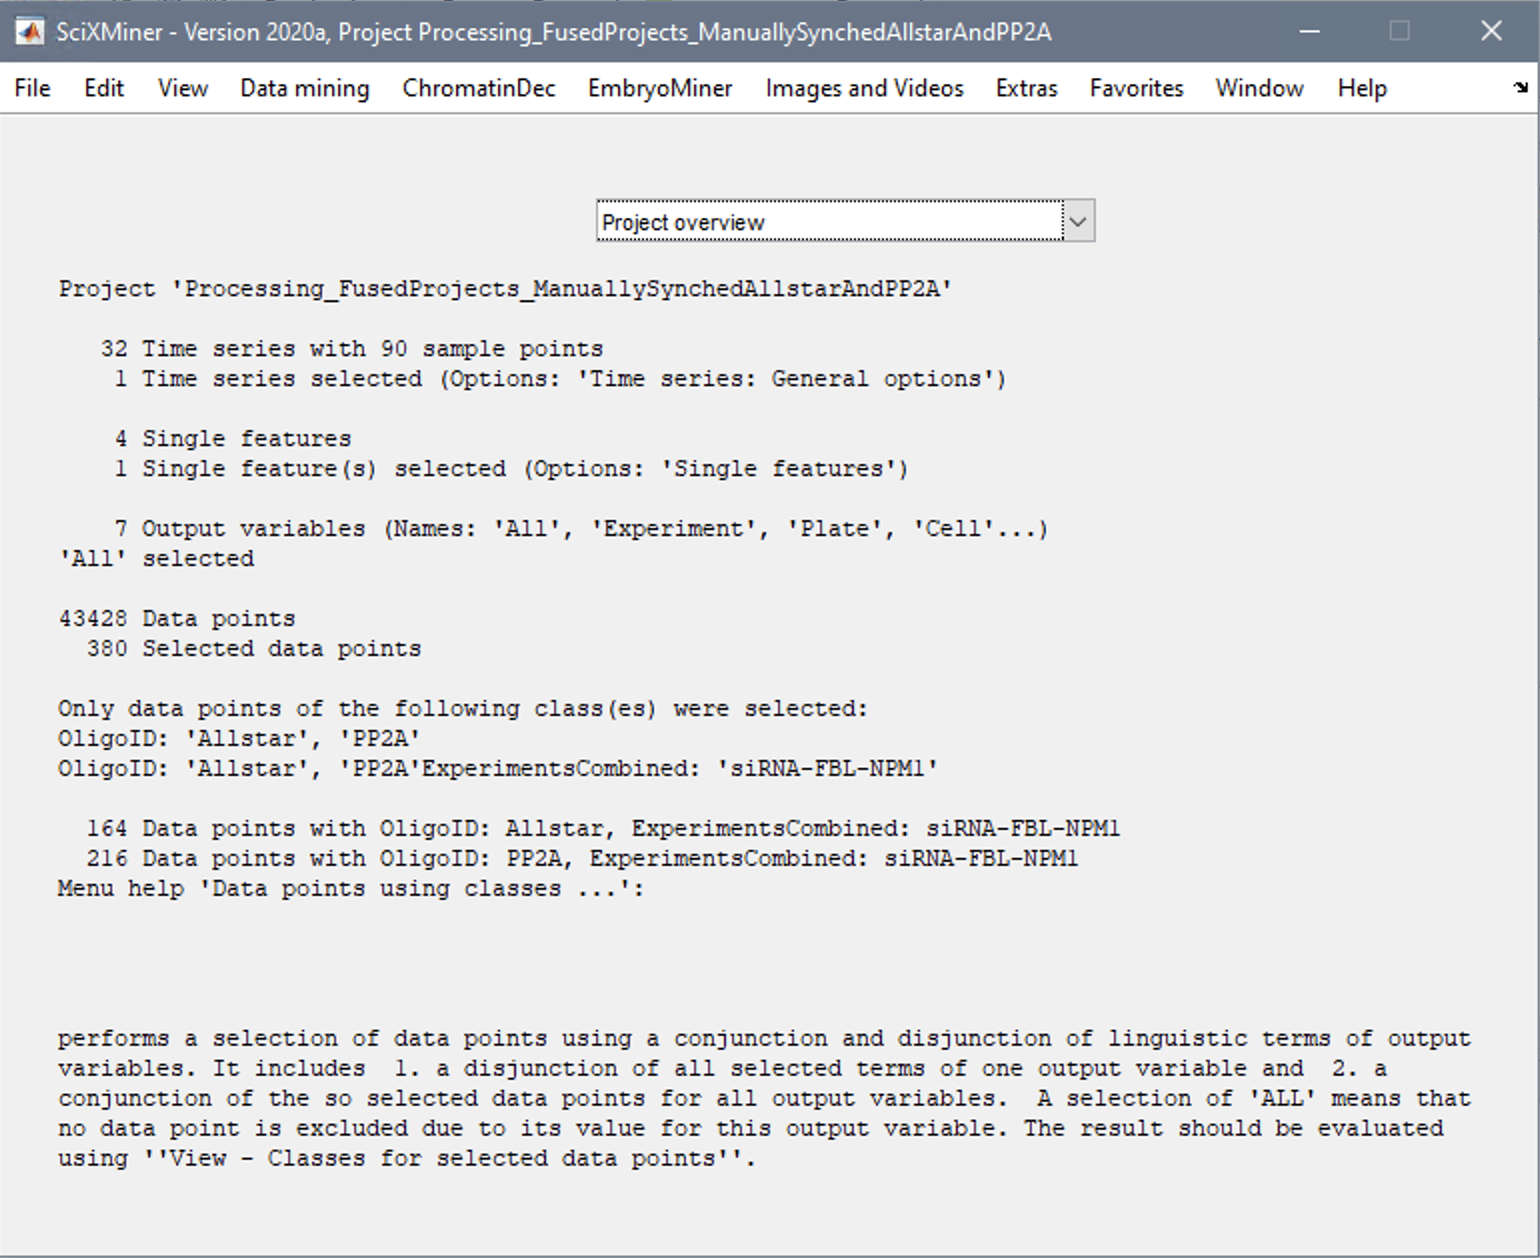 SciXMiner - Version 2020a, Project Processing_FusedProjects_ManuallySynchedAllstarAndPP2A
File Edit View Data mining ChromatinDec EmbryoMiner Images and Videos Extras Favorites Window Help
Project overview
Project 'Processing_FusedProjects_ManuallySynchedAllstarAndPP2A'
32 Time series with 90 sample points
1 Time series selected (Options: 'Time series: General options')
4 Single features
1 Single feature(s) selected (Options: 'Single features')
7 Output variables (Names: 'All', 'Experiment', 'Plate', 'Cell'...)
'All' selected
43428 Data points
380 Selected data points
Only data points of the following class(es) were selected:
OligoID: 'Allstar', 'PP2A'
OligoID: 'Allstar', 'PP2A'ExperimentsCombined: 'siRNA-FBL-NPM1'
164 Data points with OligoID: Allstar, ExperimentsCombined: siRNA-FBL-NPM1
216 Data points with OligoID: PP2A, ExperimentsCombined: siRNA-FBL-NPM1
Menu help 'Data points using classes ...':
performs a selection of data points using a conjunction and disjunction of linguistic terms of output
variables. It includes  1. a disjunction of all selected terms of one output variable and  2. a
conjunction of the so selected data points for all output variables.  A selection of 'ALL' means that
no data point is excluded due to its value for this output variable. The result should be evaluated
using ''View - Classes for selected data points''.